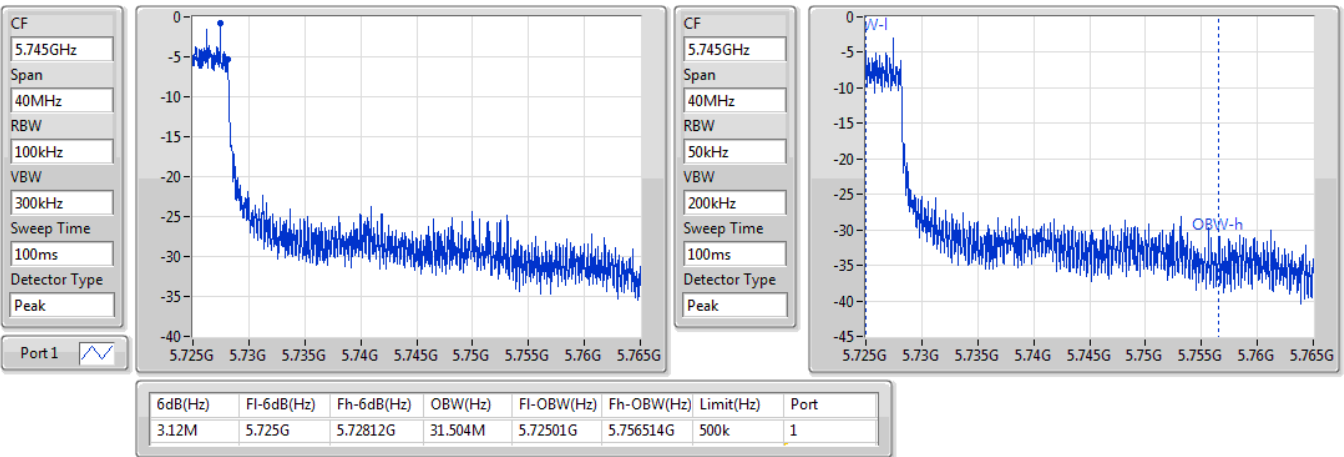 CF
5.745GHz
Span
40MHz
RBW
100kHz
VBW
300kHz
Sweep Time
100ms
Detector Type
Peak
Port 1
0
-5
-10
-15
-20
-25
-30
-35
-40
5.725G 5.73G 5.735G 5.74G 5.745G 5.75G 5.755G 5.76G 5.765G
CF
5.745GHz
Span
40MHz
RBW
50kHz
VBW
200kHz
Sweep Time
100ms
Detector Type
Peak
0
W-l
-5
-10
-15
-20
-25
OBW-h
-30
-35
-40
-45
5.725G 5.73G 5.735G 5.74G 5.745G 5.75G 5.755G 5.76G 5.765G
6dB(Hz) Fl-6dB(Hz) Fh-6dB(Hz) OBW(Hz) Fl-OBW(Hz) Fh-OBW(Hz) Limit(Hz) Port
3.12M 5.725G 5.72812G 31.504M 5.72501G 5.756514G 500k 1